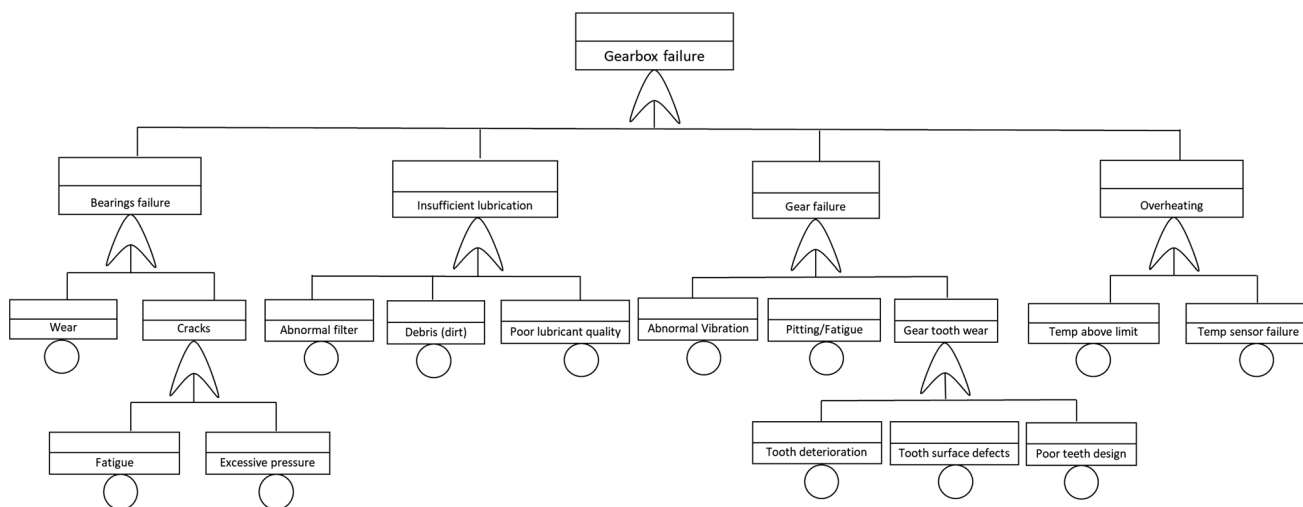 Gearbox failure
Bearings failure
Insufficient lubrication
Gear failure
Overheating
Wear
Cracks
Abnormal filter
Debris (dirt)
Poor lubricant quality
Abnormal Vibration
Pitting/Fatigue
Gear tooth wear
Temp above limit
Temp sensor failure
Fatigue
Excessive pressure
Tooth deterioration
Tooth surface defects
Poor teeth design